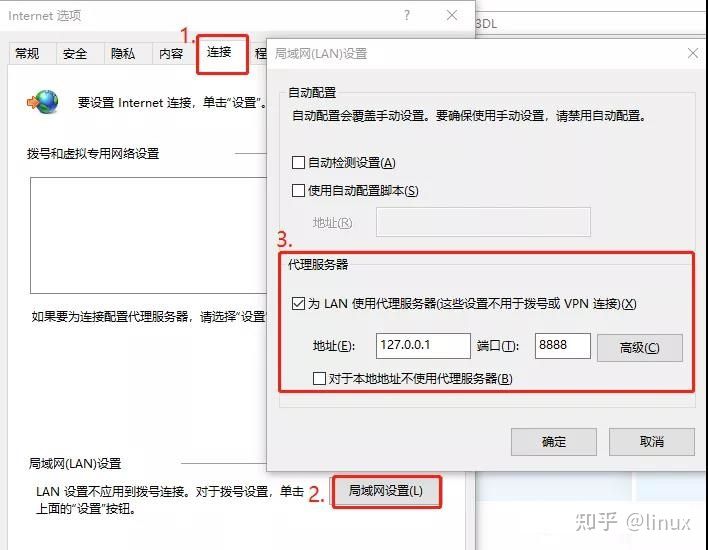 Internet 选项
?
3DL
1.
常规
安全
隐私
内容
连接
程
要设置 Internet 连接，单击“设置”。
拨号和虚拟专用网络设置
如果要为连接配置代理服务器，请选择“设置”
局域网(LAN)设置
LAN 设置不应用到拨号连接。对于拨号设置，单击
上面的“设置”按钮。
2.
局域网设置(L)
局域网(LAN)设置
自动配置
自动配置会覆盖手动设置。要确保使用手动设置，请禁用自动配置。
自动检测设置(A)
使用自动配置脚本(S)
地址(R)
3.
代理服务器
为 LAN 使用代理服务器(这些设置不用于拨号或 VPN 连接)(X)
地址(E):
127.0.0.1
端口(T):
8888
高级(C)
对于本地地址不使用代理服务器(B)
确定
取消
知乎 @linux